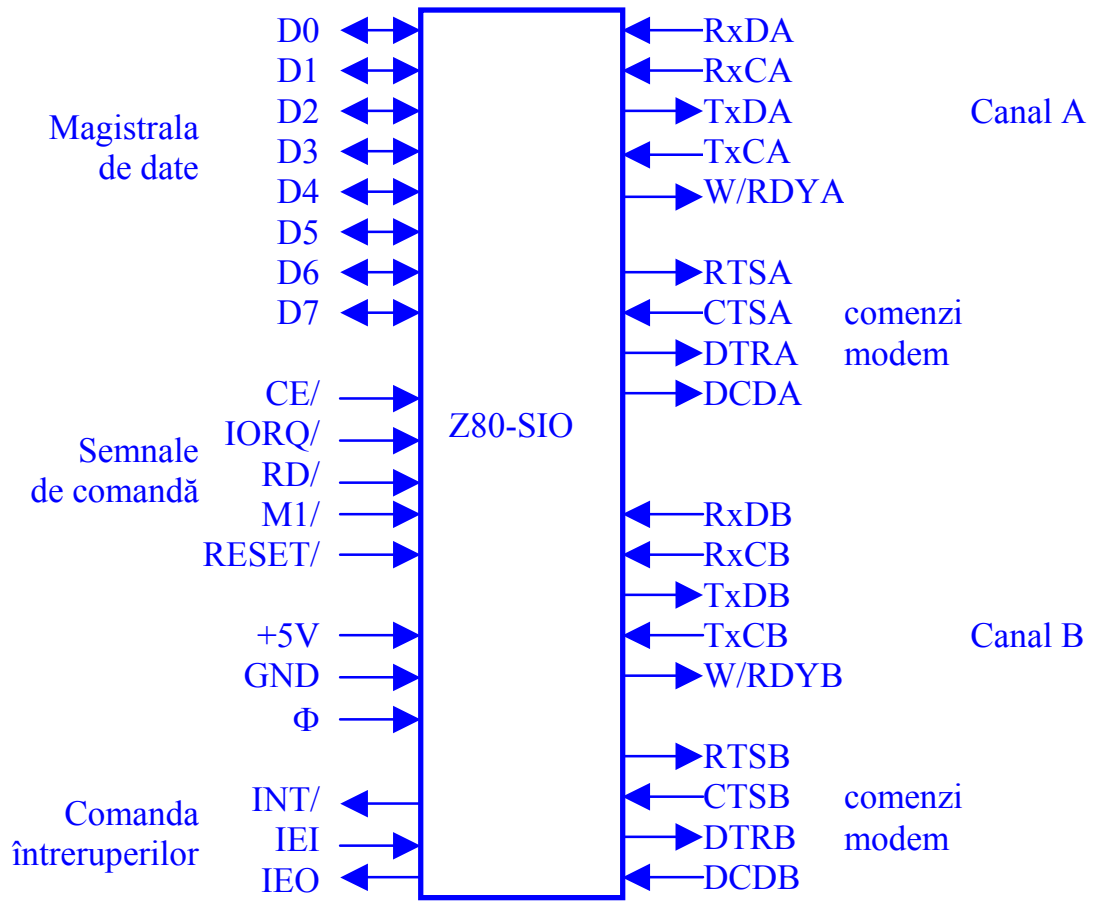 D0
D1
D2
D3
D4
D5
D6
D7
Magistrala
de date
CE/
IORQ/
RD/
M1/
RESET/
Semnale
de comandă
+5V
GND
Φ
INT/
IEI
IEO
Comanda
întreruperilor
Z80-SIO
RxDA
RxCA
TxDA
TxCA
W/RDYA
Canal A
RTSA
CTSA
DTRA
DCDA
comenzi
modem
RxDB
RxCB
TxDB
TxCB
W/RDYB
Canal B
RTSB
CTSB
DTRB
DCDB
comenzi
modem